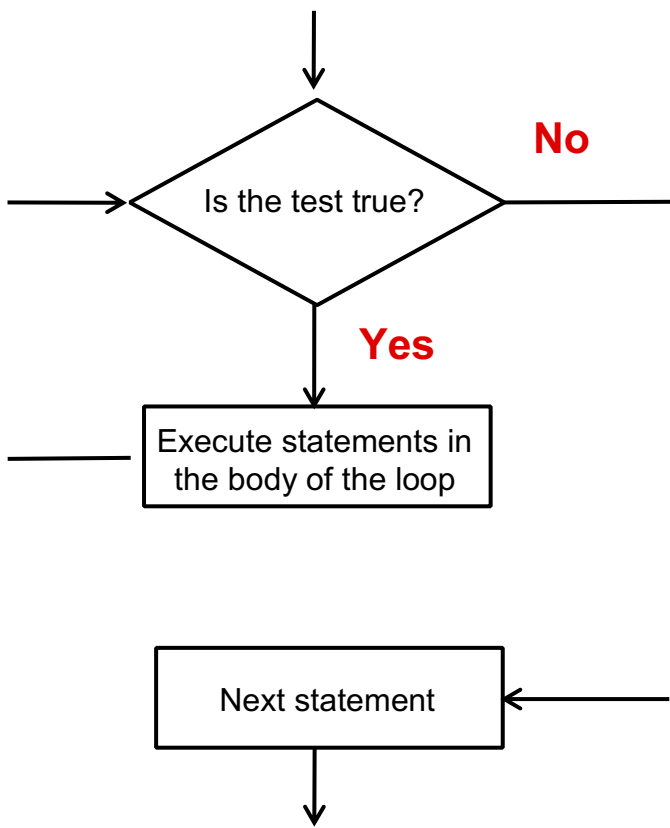 No
Is the test true?
Yes
Execute statements in
the body of the loop
Next statement